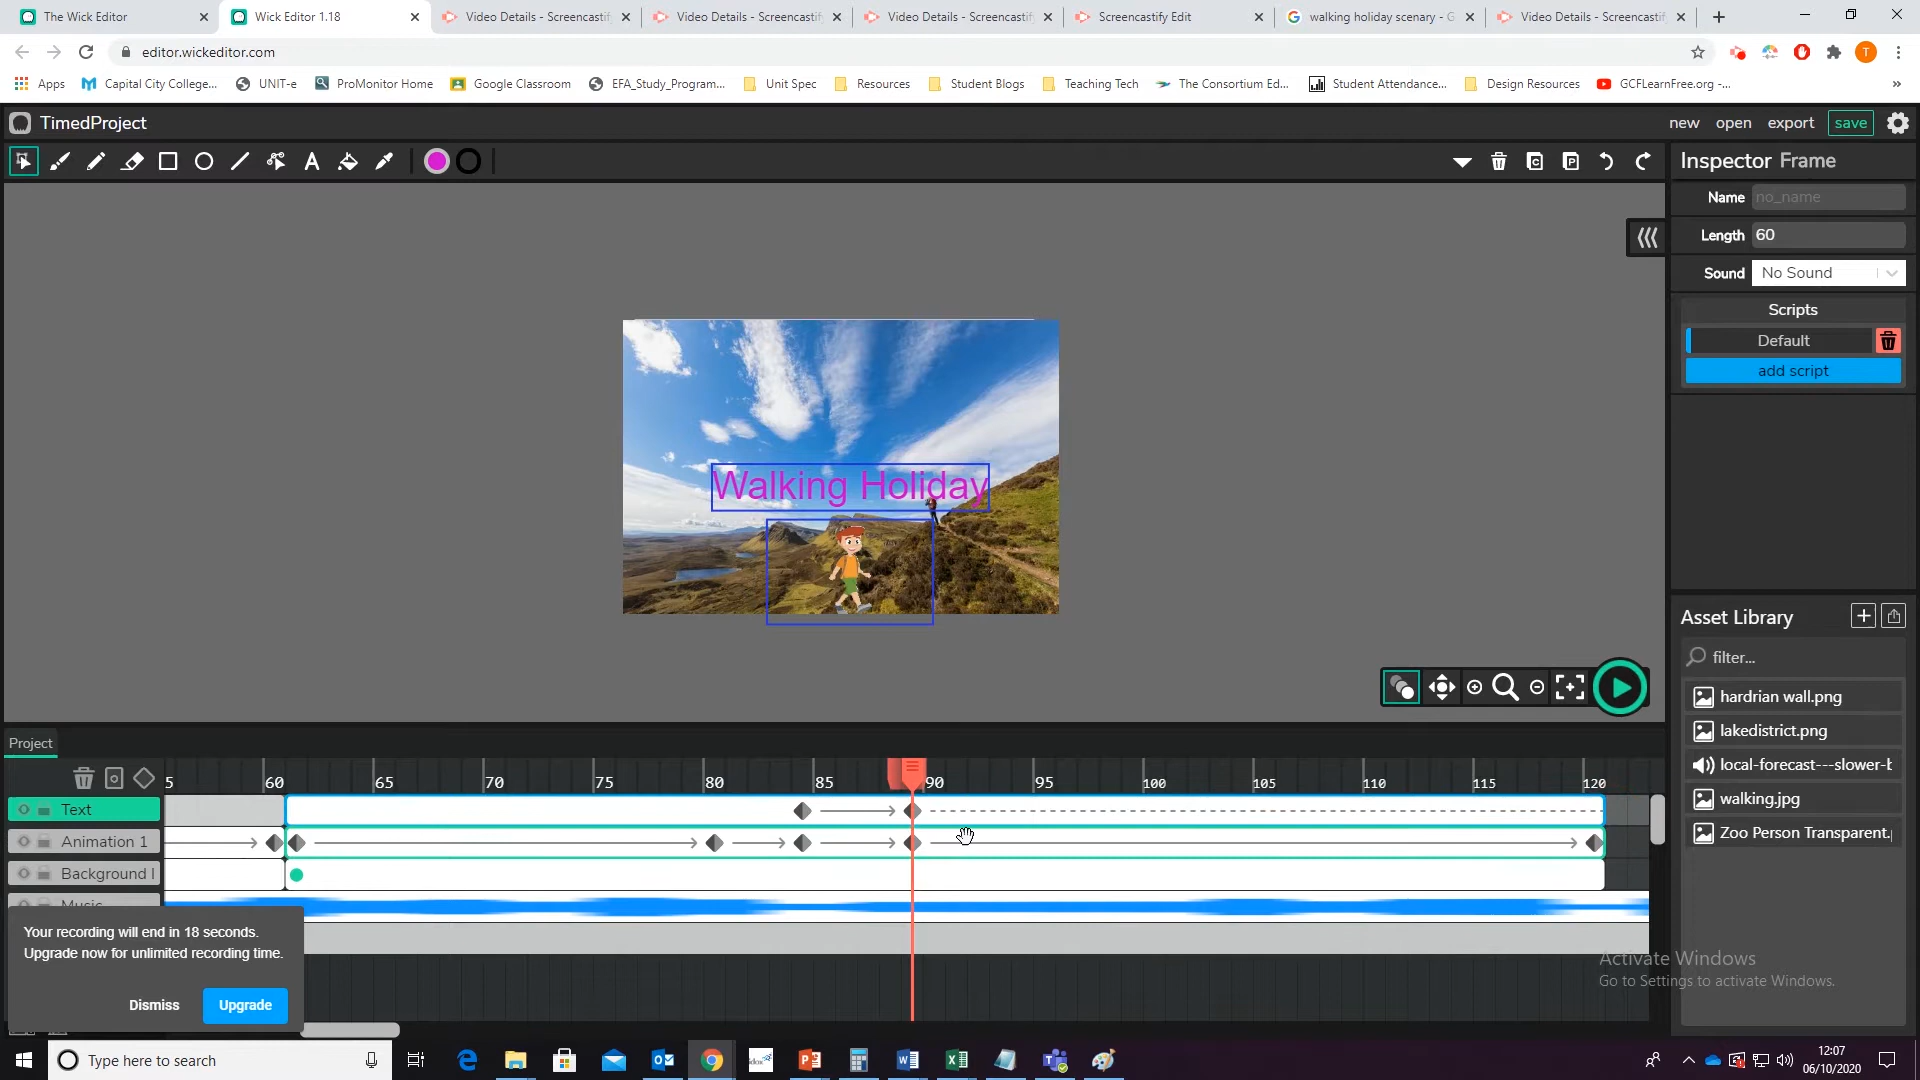 The Wick Editor
Wick Editor 1.18
Video Details - Screencastif
Video Details - Screencastif
Video Details - Screencastif
Screencastify Edit
walking holiday scenary - G
Video Details - Screencastif
editor.wickeditor.com
T
Apps
Capital City College...
UNIT-e
ProMonitor Home
Google Classroom
EFA_Study_Program...
Unit Spec
Resources
Student Blogs
Teaching Tech
The Consortium Ed...
Student Attendance...
Design Resources
GCFLearnFree.org -...
»
TimedProject
new open export save
A
Inspector Frame
Name no_name
Length 60
Sound No Sound
Scripts
Default
add script
Walking Holiday
Asset Library
filter...
hardrian wall.png
lakedistrict.png
local-forecast---slower-b
walking.jpg
Zoo Person Transparent.
Project
5 60 65 70 75 80 85 90 95 100 105 110 115 120
Text
Animation 1
Background I
Music
Your recording will end in 18 seconds.
Upgrade now for unlimited recording time.
Dismiss
Upgrade
Activate Windows
Go to Settings to activate Windows.
Type here to search
12:07
06/10/2020